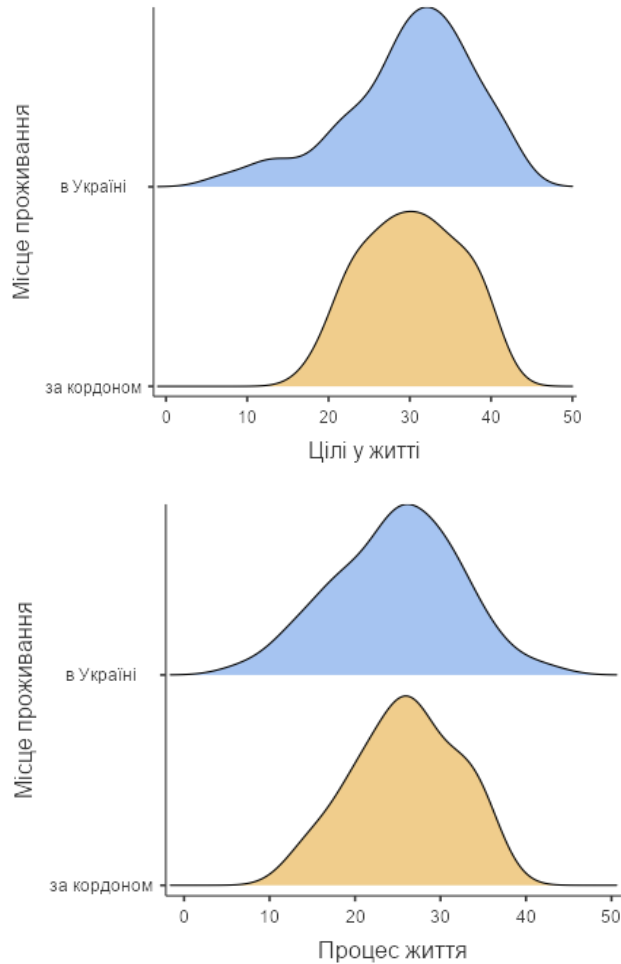 Місце проживання
в Україні
за кордоном
0 10 20 30 40 50
Цілі у житті
Місце проживання
в Україні
за кордоном
0 10 20 30 40 50
Процес життя